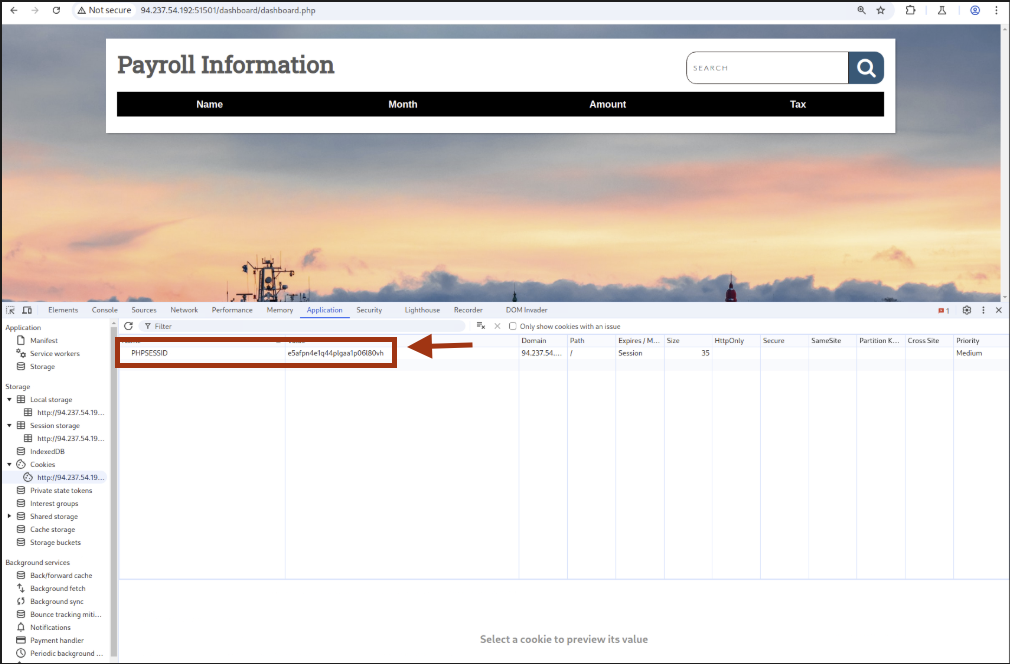 Not secure 94.237.54.192:51501/dashboard/dashboard.php
Payroll Information
SEARCH
Name Month Amount Tax
Elements Console Sources Network Performance Memory Application Security Lighthouse Recorder DOM Invader 1
Application
Manifest
Service workers
Storage
Storage
Local storage
http://94.237.54.19...
Session storage
http://94.237.54.19...
IndexedDB
Cookies
http://94.237.54.19...
Private state tokens
Interest groups
Shared storage
Cache storage
Storage buckets
Background services
Back/forward cache
Background fetch
Background sync
Bounce tracking miti...
Notifications
Payment handler
Periodic background ...
Filter Only show cookies with an issue
Domain Path Expires / M... Size HttpOnly Secure SameSite Partition K... Cross Site Priority
PHPSESSID e5afpn4e1q44plgaa1p06l80vh 94.237.54.... / Session 35 Medium
Select a cookie to preview its value